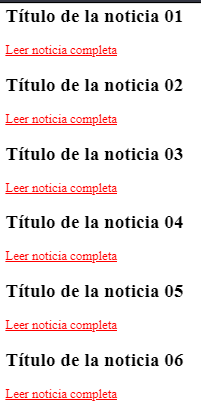 Título de la noticia 01
Leer noticia completa
Título de la noticia 02
Leer noticia completa
Título de la noticia 03
Leer noticia completa
Título de la noticia 04
Leer noticia completa
Título de la noticia 05
Leer noticia completa
Título de la noticia 06
Leer noticia completa